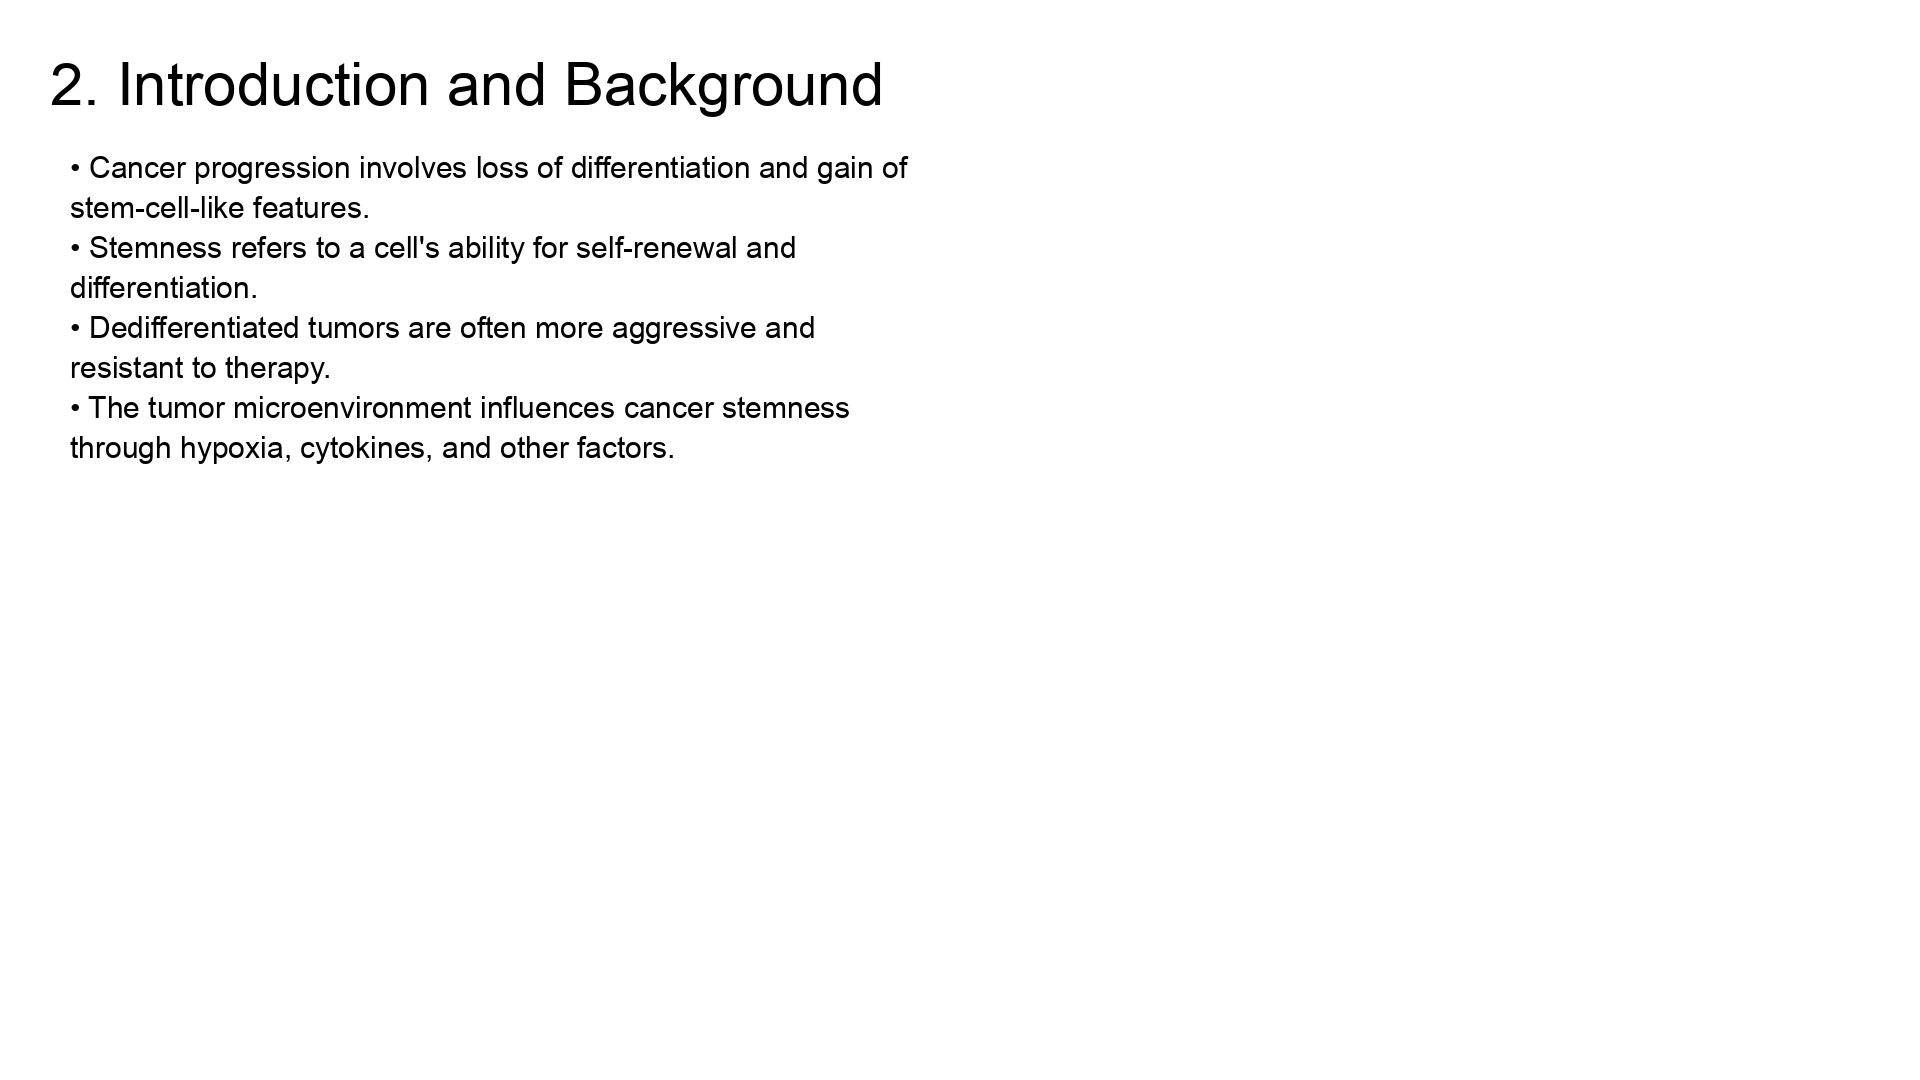 2. Introduction and Background
• Cancer progression involves loss of differentiation and gain of
stem-cell-like features.
• Stemness refers to a cell's ability for self-renewal and
differentiation.
• Dedifferentiated tumors are often more aggressive and
resistant to therapy.
• The tumor microenvironment influences cancer stemness
through hypoxia, cytokines, and other factors.